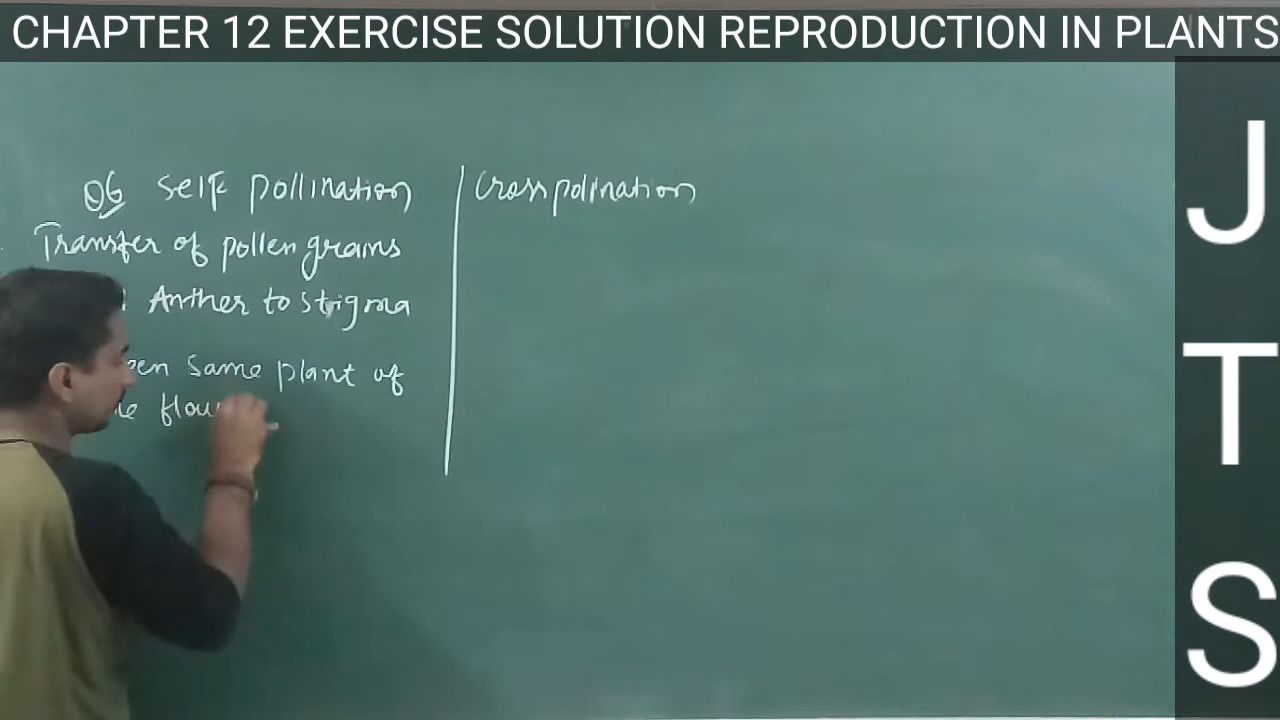 CHAPTER 12 EXERCISE SOLUTION REPRODUCTION IN PLANTS
Q6 Self pollination
Transfer of pollen grains
Anther to Stigma
Same plant of
Cross polination
J
T
S